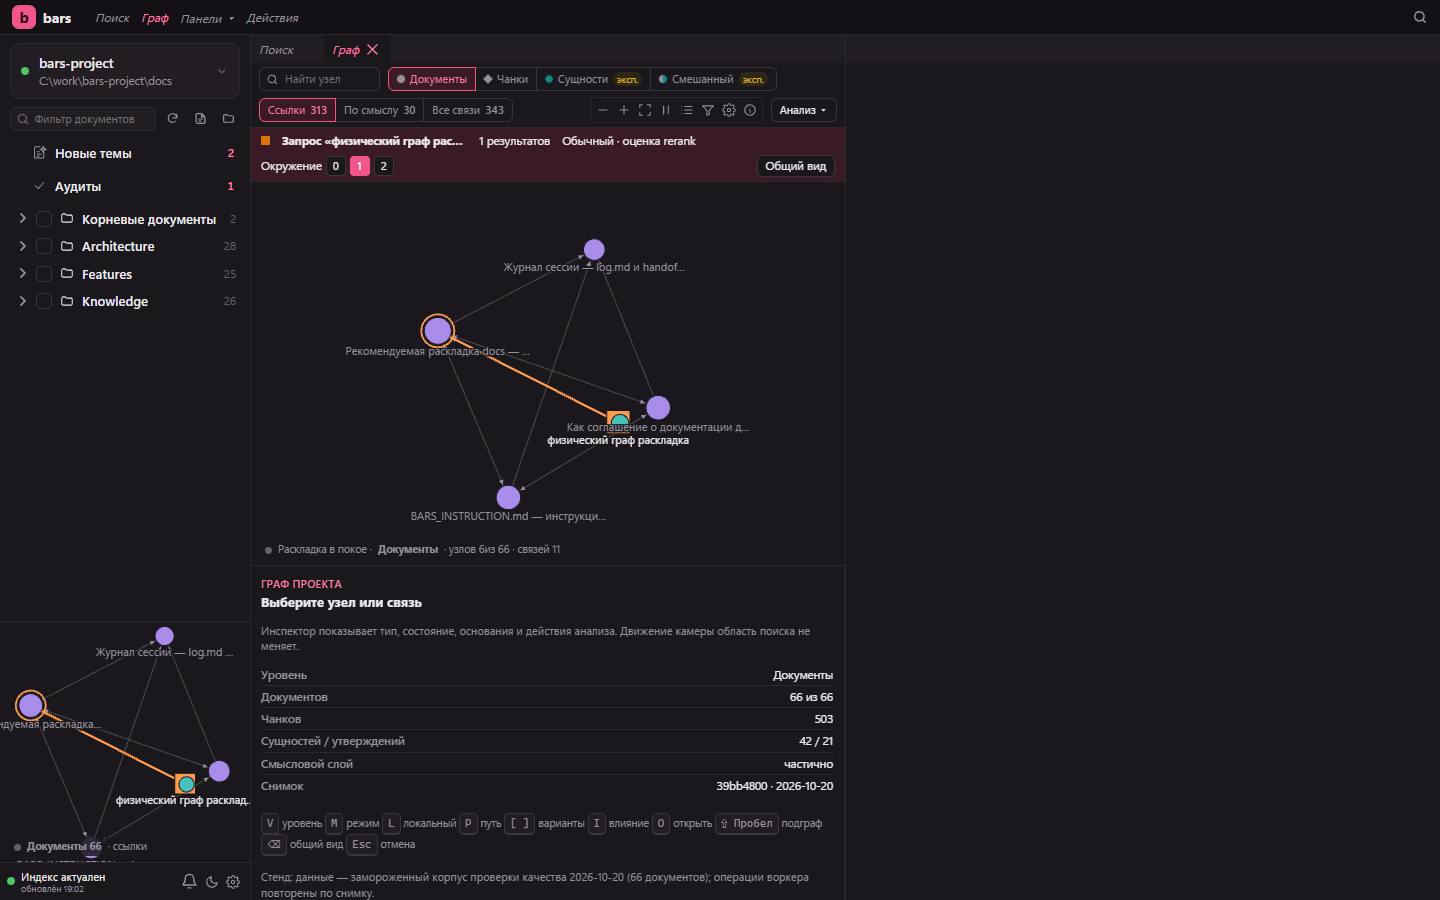 b bars Поиск Граф Панели Действия
bars-project
C:\work\bars-project\docs
Фильтр документов
Новые темы 2
Аудиты 1
Корневые документы 2
Architecture 28
Features 25
Knowledge 26
Журнал сессии — log.md ...
ндуемая раскладка...
физический граф расклад...
Документы 66 · ссылки
Индекс актуален
обновлён 19:02
Поиск Граф
Найти узел Документы Чанки Сущности эксп. Смешанный эксп.
Ссылки 313 По смыслу 30 Все связи 343 Анализ
Запрос «физический граф рас... 1 результатов Обычный · оценка rerank
Окружение 0 1 2 Общий вид
Журнал сессии — log.md и handof...
Рекомендуемая раскладка docs — ...
Как соглашение о документации д...
физический граф раскладка
BARS_INSTRUCTION.md — инструкци...
Раскладка в покое · Документы · узлов 6из 66 · связей 11
ГРАФ ПРОЕКТА
Выберите узел или связь
Инспектор показывает тип, состояние, основания и действия анализа. Движение камеры область поиска не
меняет.
Уровень Документы
Документов 66 из 66
Чанков 503
Сущностей / утверждений 42 / 21
Смысловой слой частично
Снимок 39bb4800 · 2026-10-20
V уровень M режим L локальный P путь [ ] варианты I влияние O открыть ⇧ Пробел подграф
⌫ общий вид Esc отмена
Стенд: данные — замороженный корпус проверки качества 2026-10-20 (66 документов); операции воркера
повторены по снимку.